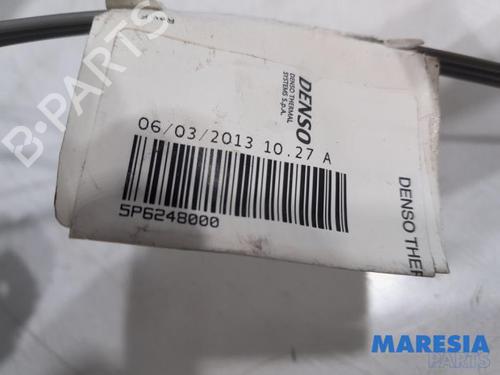 DENSO
DENSO THERMAL
SYSTEMS S.p.A.
06/03/2013 10.27 A
5P6248000
DENSO THER
B-PARTS
MARESIA
PARTS